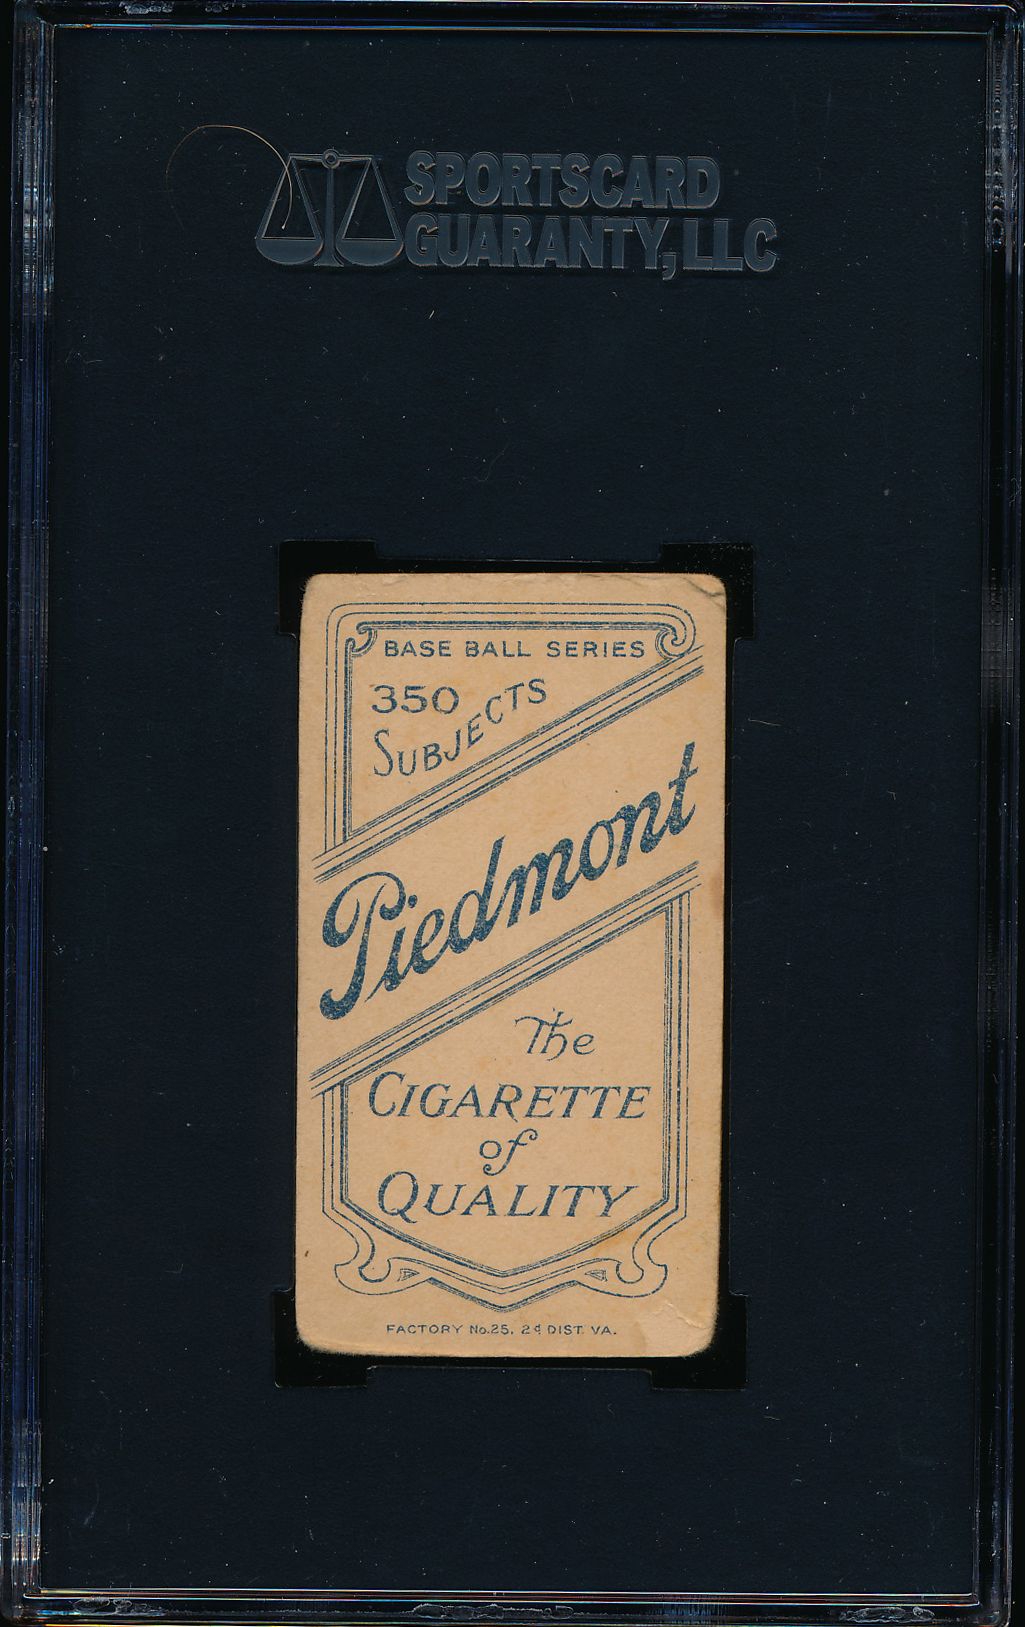 SPORTSCARD
GUARANTY, LLC
BASE BALL SERIES
350
SUBJECTS
Piedmont
The
CIGARETTE
of
QUALITY
FACTORY No. 25, 2d DIST. VA.